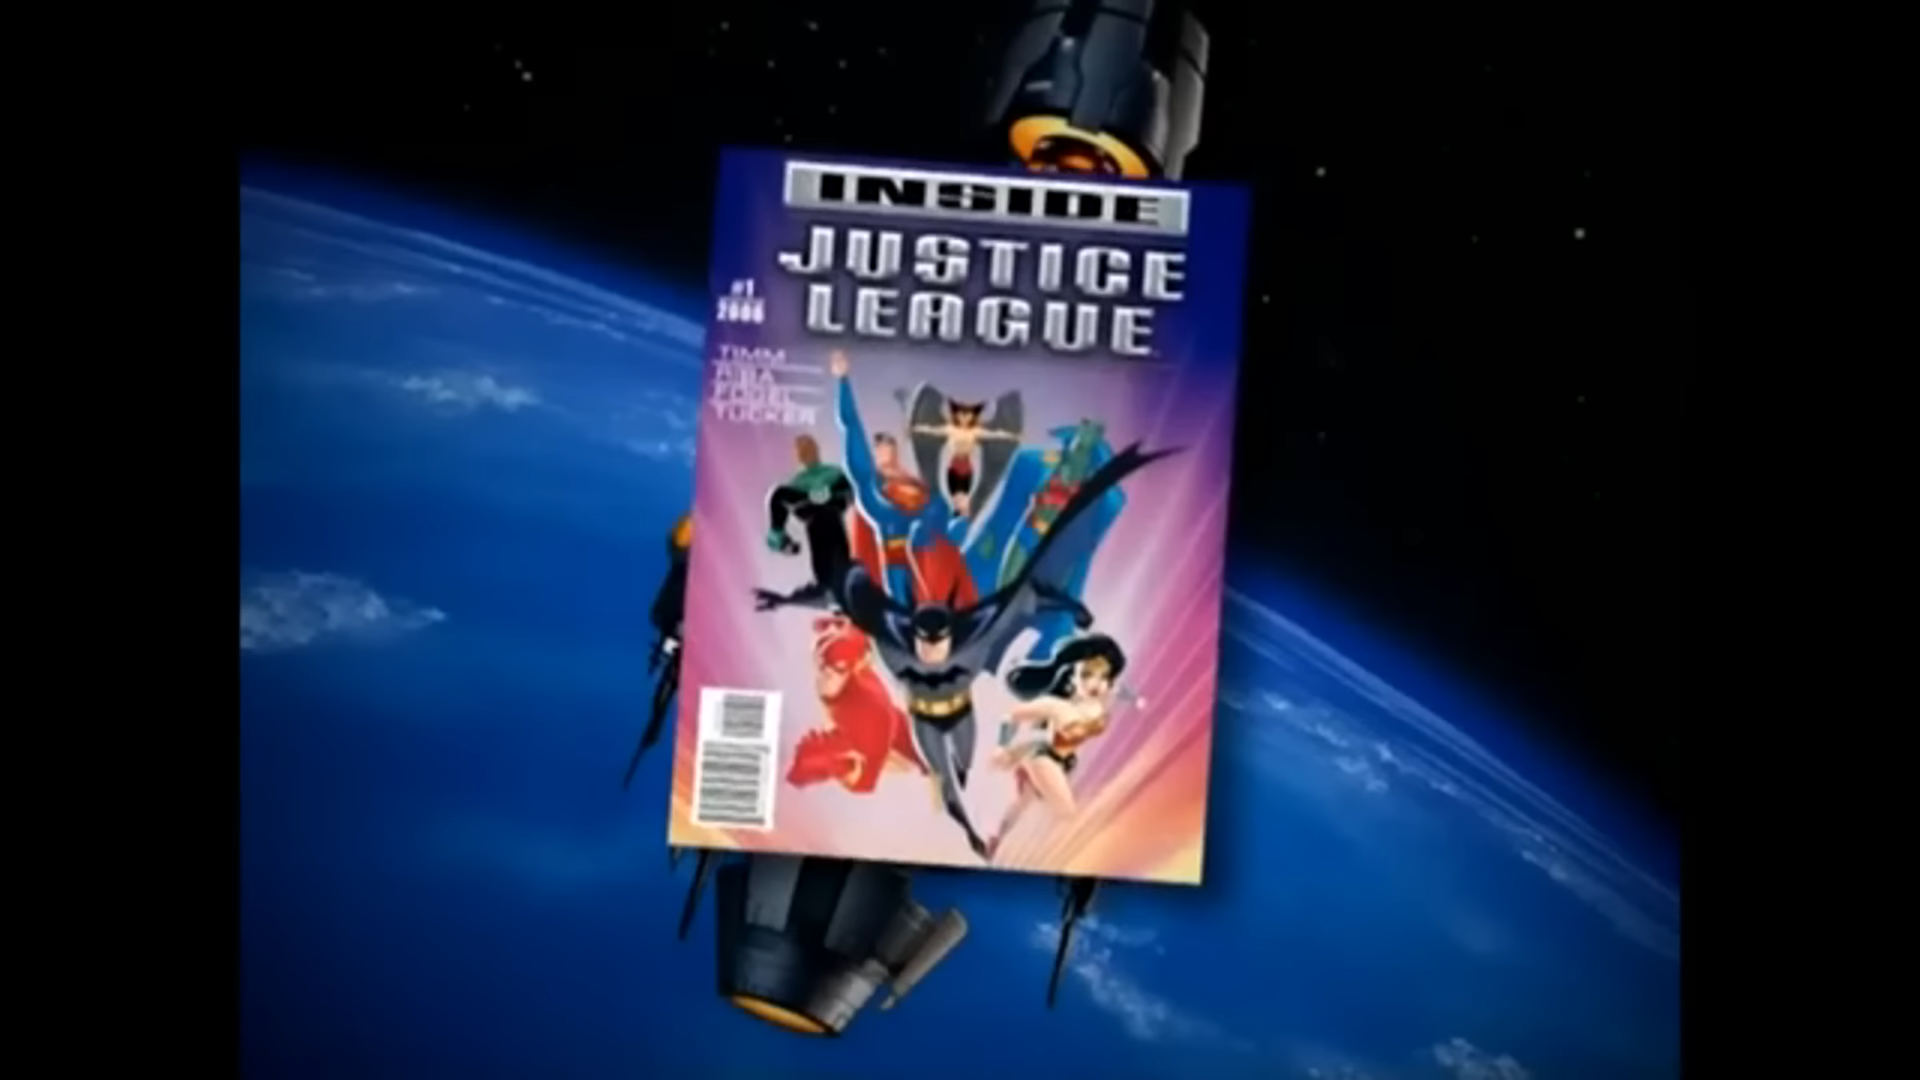 INSIDE
JUSTICE
LEAGUE
#1
2006
TIMM
RIBA
FOGEL
TUCKER